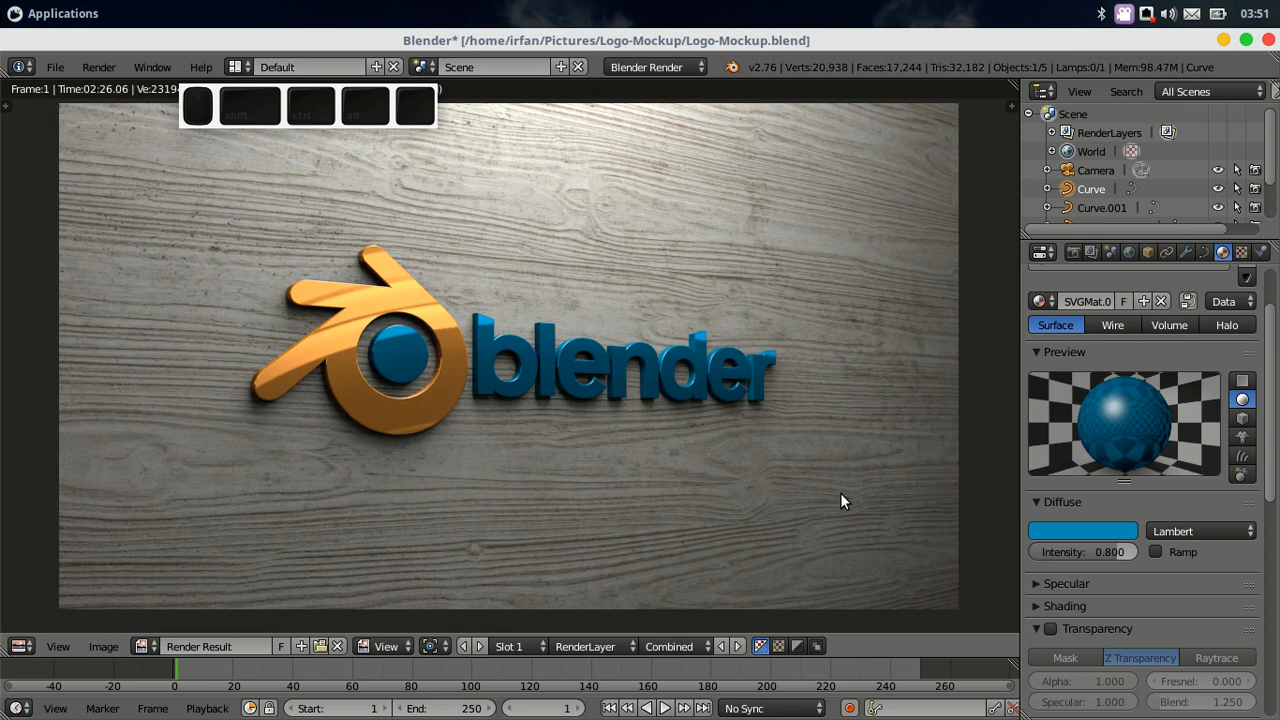 Applications
03:51
Blender* [/home/irfan/Pictures/Logo-Mockup/Logo-Mockup.blend]
File Render Window Help Default Scene Blender Render v2.76 | Verts:20,938 | Faces:17,244 | Tris:32,182 | Objects:1/5 | Lamps:0/1 | Mem:98.47M | Curve
Frame:1 | Time:02:26.06 | Ve:2319
shift ctrl alt
View Search All Scenes
Scene
RenderLayers
World
Camera
Curve
Curve.001
SVGMat.0 F Data
Surface Wire Volume Halo
Preview
blender
Diffuse
Lambert
Intensity: 0.800 Ramp
Specular
Shading
Transparency
Mask Z Transparency Raytrace
Alpha: 1.000 Fresnel: 0.000
Specular: 1.000 Blend: 1.250
View Image Render Result F View Slot 1 RenderLayer Combined
-40 -20 0 20 40 60 80 100 120 140 160 180 200 220 240 260
View Marker Frame Playback Start: 1 End: 250 1 No Sync